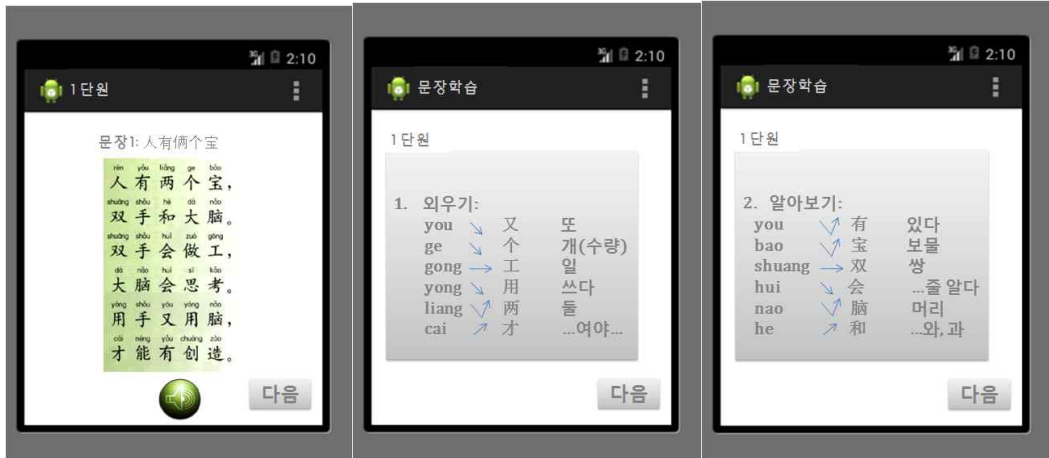 3G 2:10
1단원
문장1: 人有俩个宝
rén yǒu liǎng ge bǎo
人有两个宝，
shuāng shǒu hé dà nǎo
双手和大脑。
shuāng shǒu huì zuò gōng
双手会做工，
dà nǎo huì sī kǎo
大脑会思考。
yòng shǒu yòu yòng nǎo
用手又用脑，
cái néng yǒu chuàng zào
才能有创造。
다음
3G 2:10
문장학습
1단원
1. 외우기:
you 又 또
ge 个 개(수량)
gong 工 일
yong 用 쓰다
liang 两 둘
cai 才 ...여야...
다음
3G 2:10
문장학습
1단원
2. 알아보기:
you 有 있다
bao 宝 보물
shuang 双 쌍
hui 会 ...줄 알다
nao 脑 머리
he 和 ...와, 과
다음